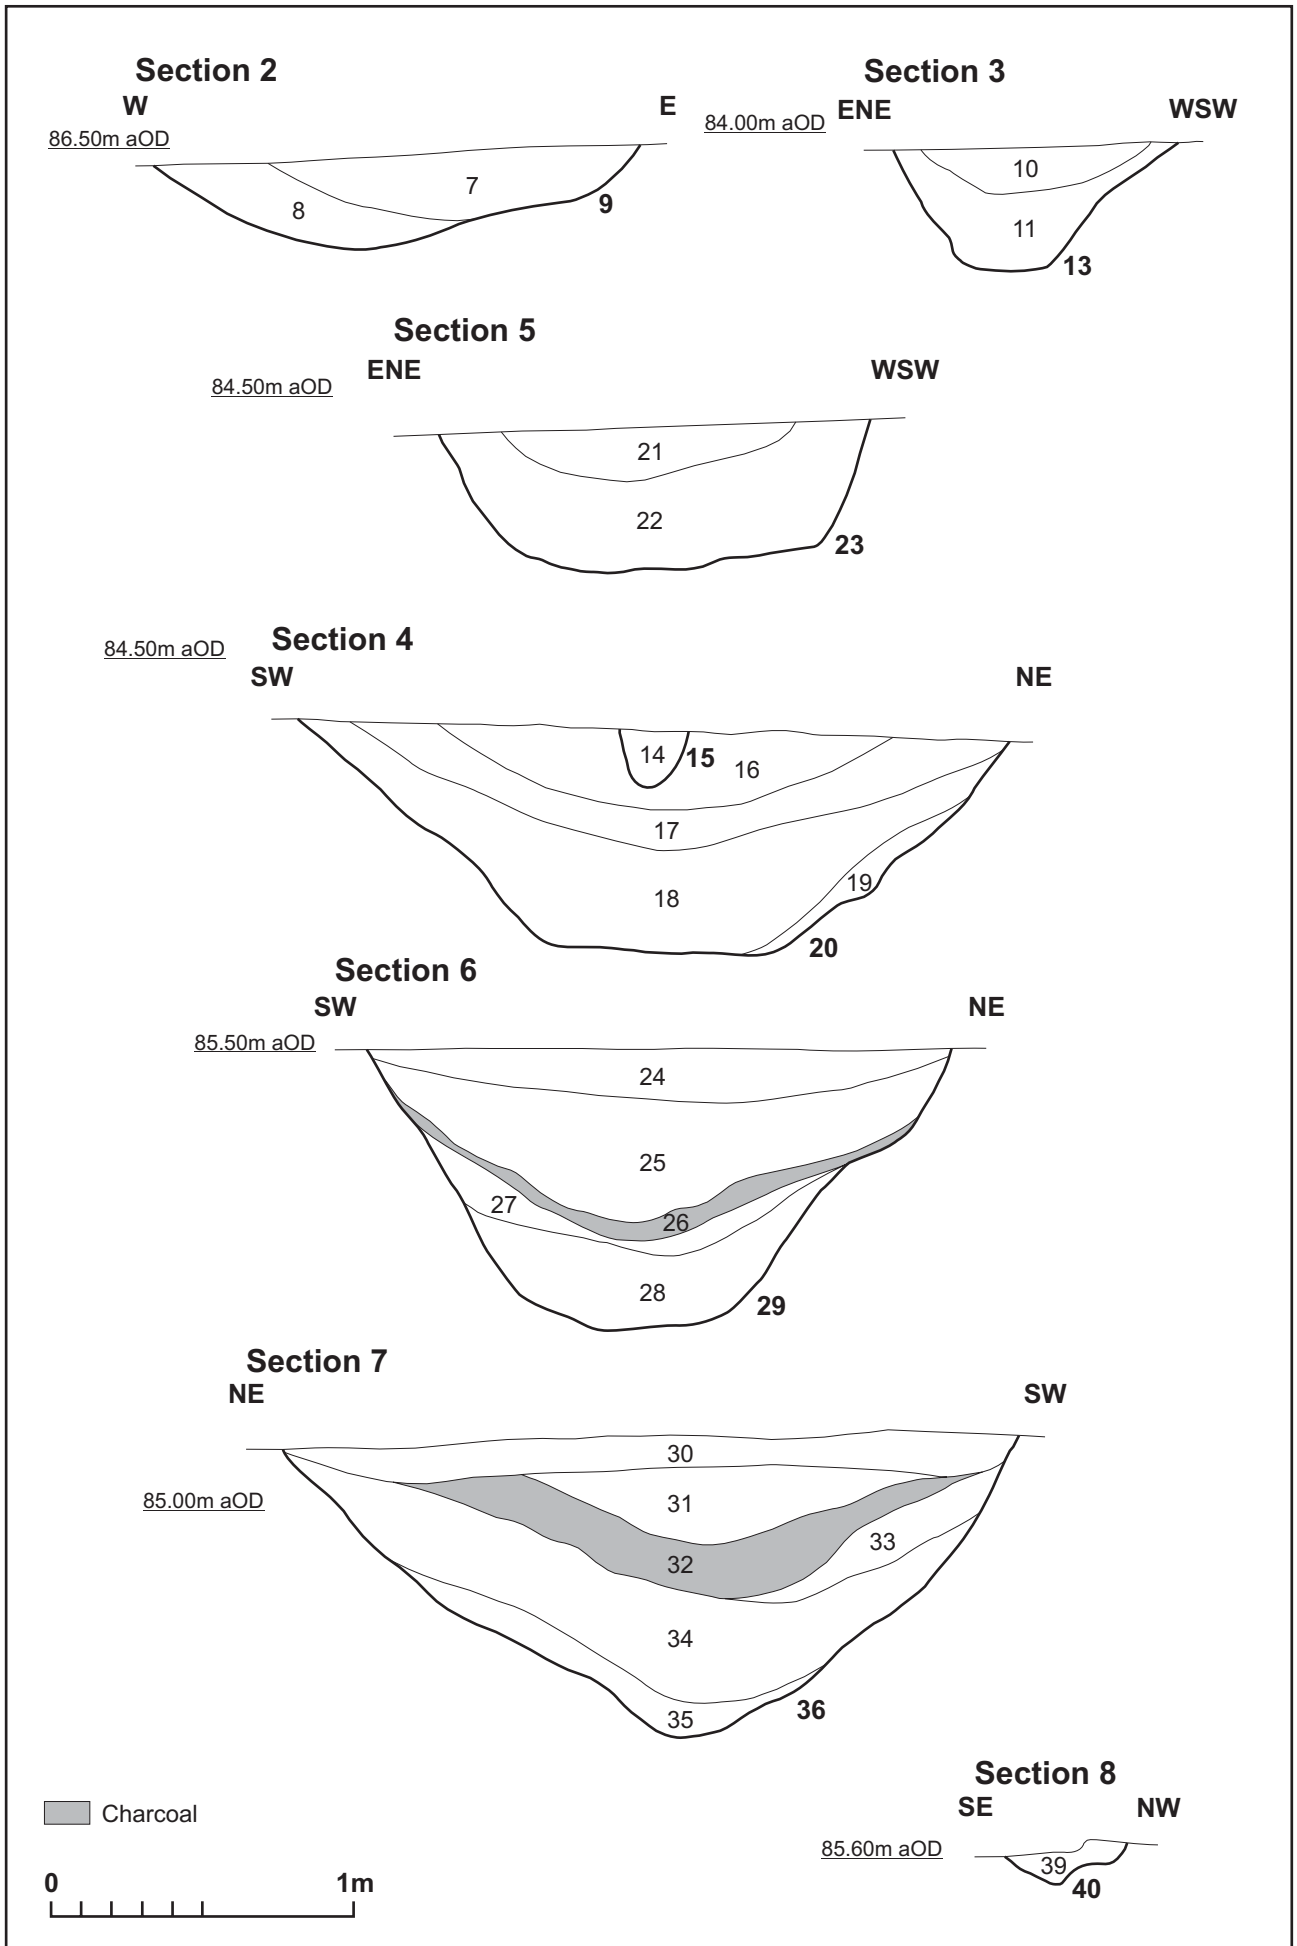 Section 2
W
E
86.50m aOD
7
8
9
Section 3
ENE
WSW
84.00m aOD
10
11
13
Section 5
ENE
WSW
84.50m aOD
21
22
23
Section 4
84.50m aOD
SW
NE
14
15
16
17
18
19
20
Section 6
SW
NE
85.50m aOD
24
25
26
27
28
29
Section 7
NE
SW
85.00m aOD
30
31
32
33
34
35
36
Section 8
SE
NW
85.60m aOD
39
40
Charcoal
0 1m